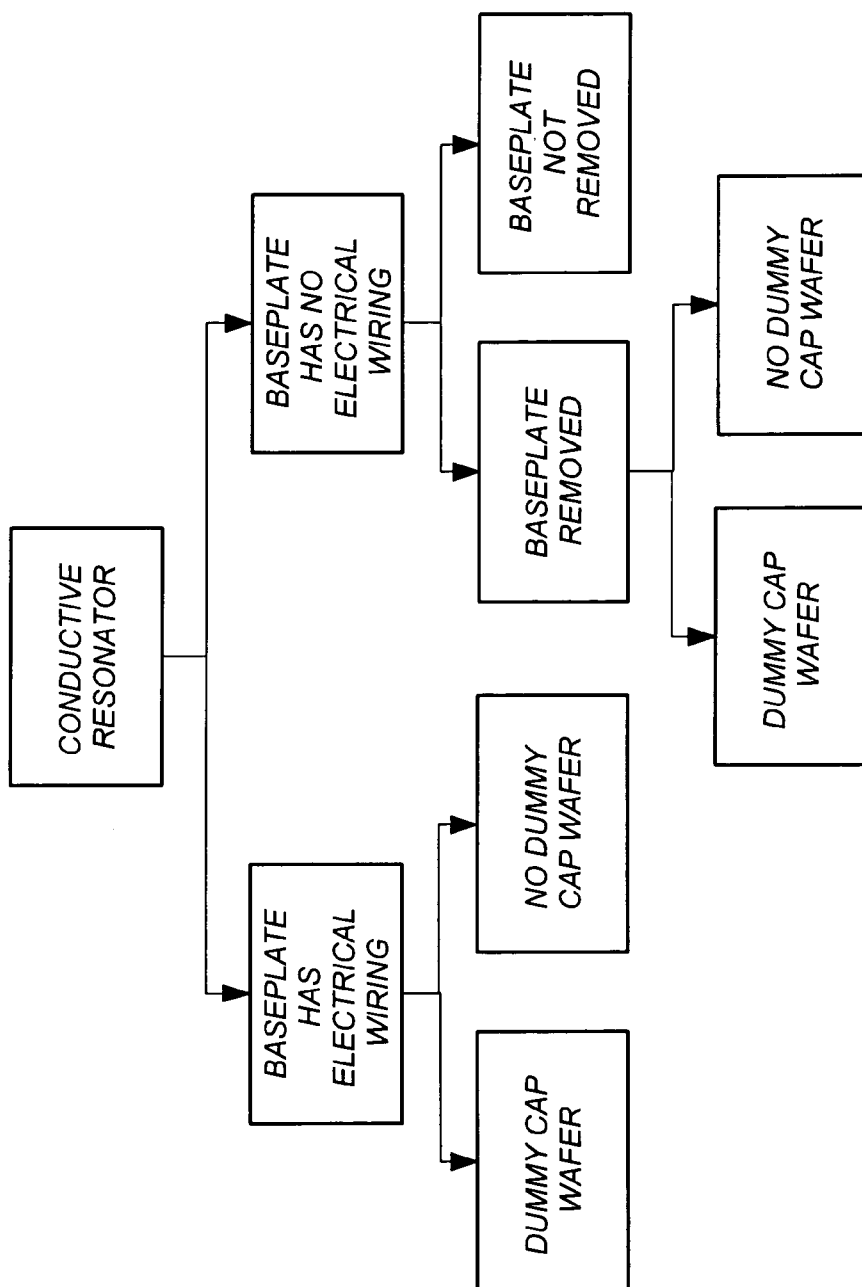 CONDUCTIVE
RESONATOR
BASEPLATE
HAS
ELECTRICAL
WIRING
BASEPLATE
HAS NO
ELECTRICAL
WIRING
DUMMY CAP
WAFER
NO DUMMY
CAP WAFER
BASEPLATE
REMOVED
BASEPLATE
NOT
REMOVED
DUMMY CAP
WAFER
NO DUMMY
CAP WAFER